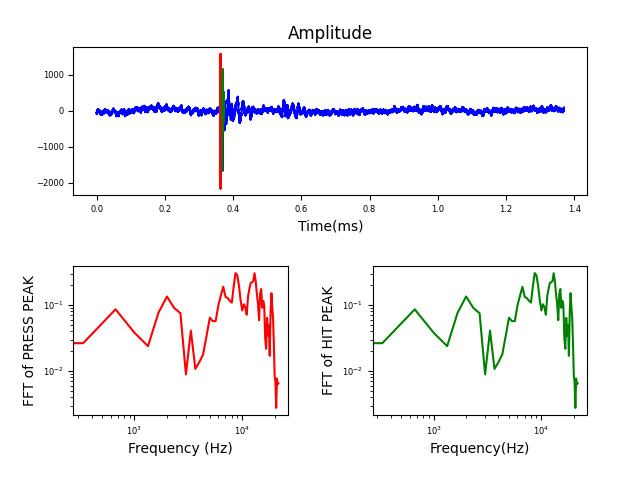 Amplitude
1000
0
−1000
−2000
0.0 0.2 0.4 0.6 0.8 1.0 1.2 1.4
Time(ms)
FFT of PRESS PEAK
10⁻¹
10⁻²
10³ 10⁴
Frequency (Hz)
FFT of HIT PEAK
10⁻¹
10⁻²
10³ 10⁴
Frequency(Hz)